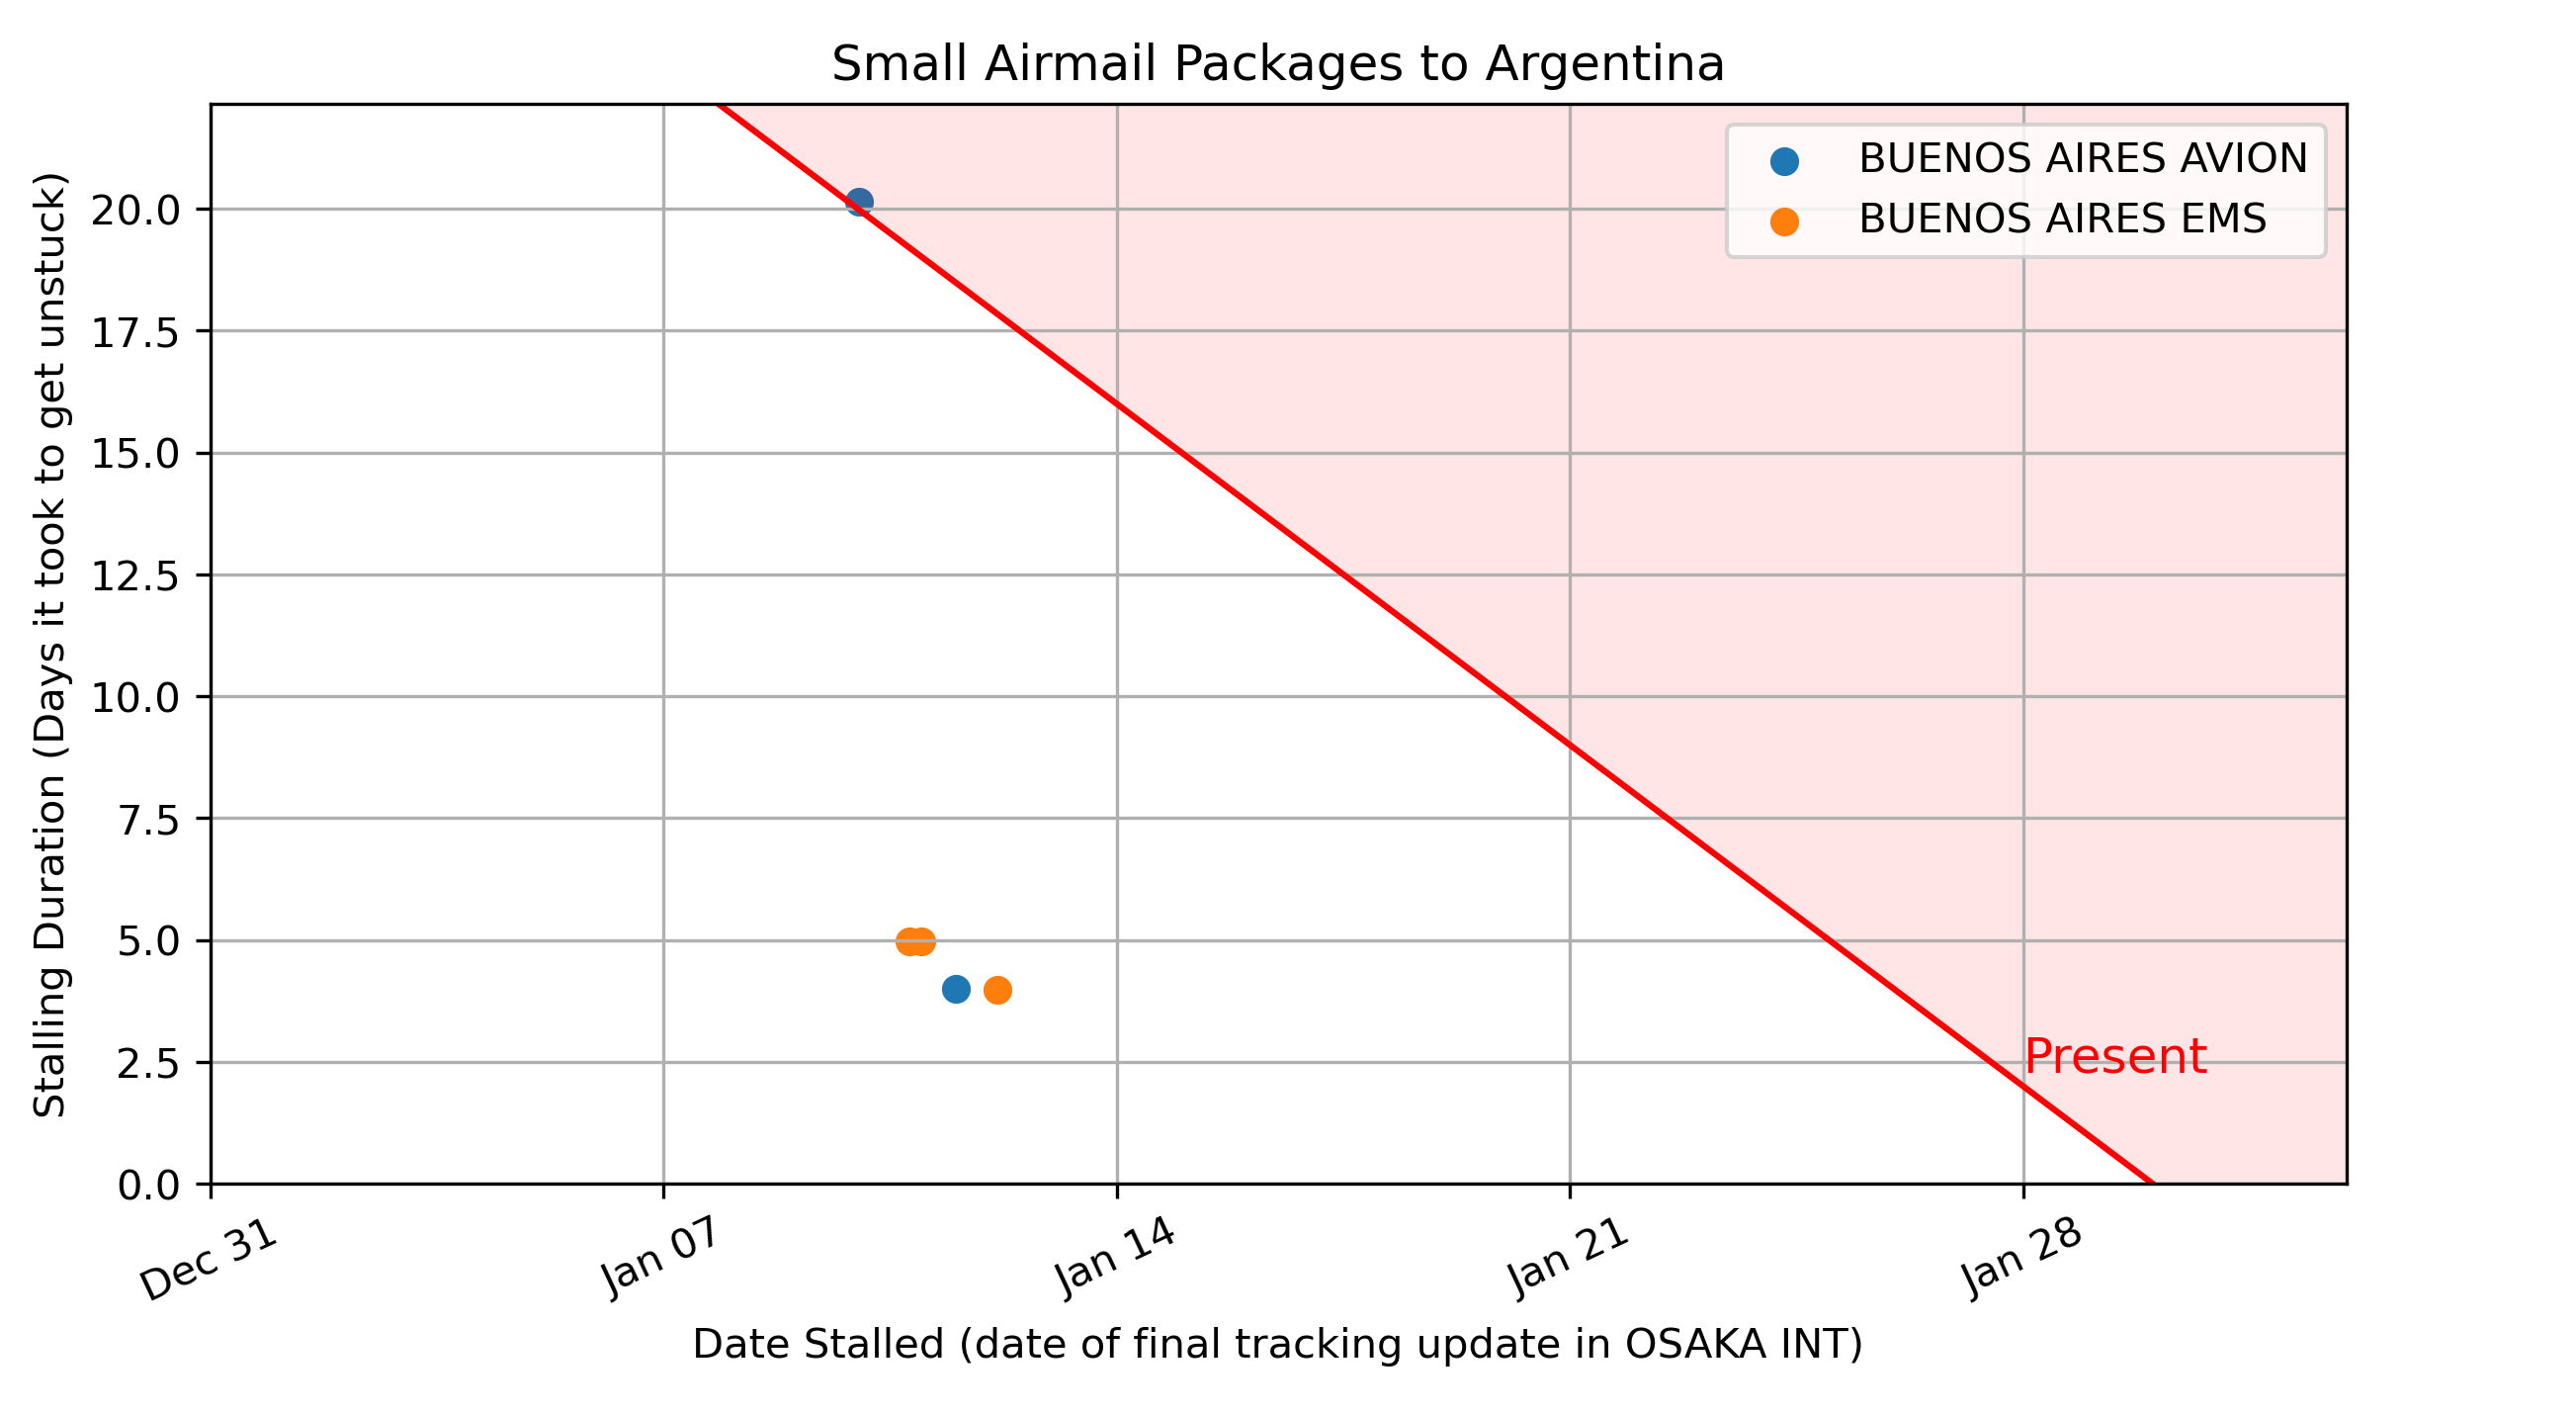 Small Airmail Packages to Argentina
BUENOS AIRES AVION
BUENOS AIRES EMS
Stalling Duration (Days it took to get unstuck)
20.0
17.5
15.0
12.5
10.0
7.5
5.0
2.5
0.0
Present
Dec 31
Jan 07
Jan 14
Jan 21
Jan 28
Date Stalled (date of final tracking update in OSAKA INT)